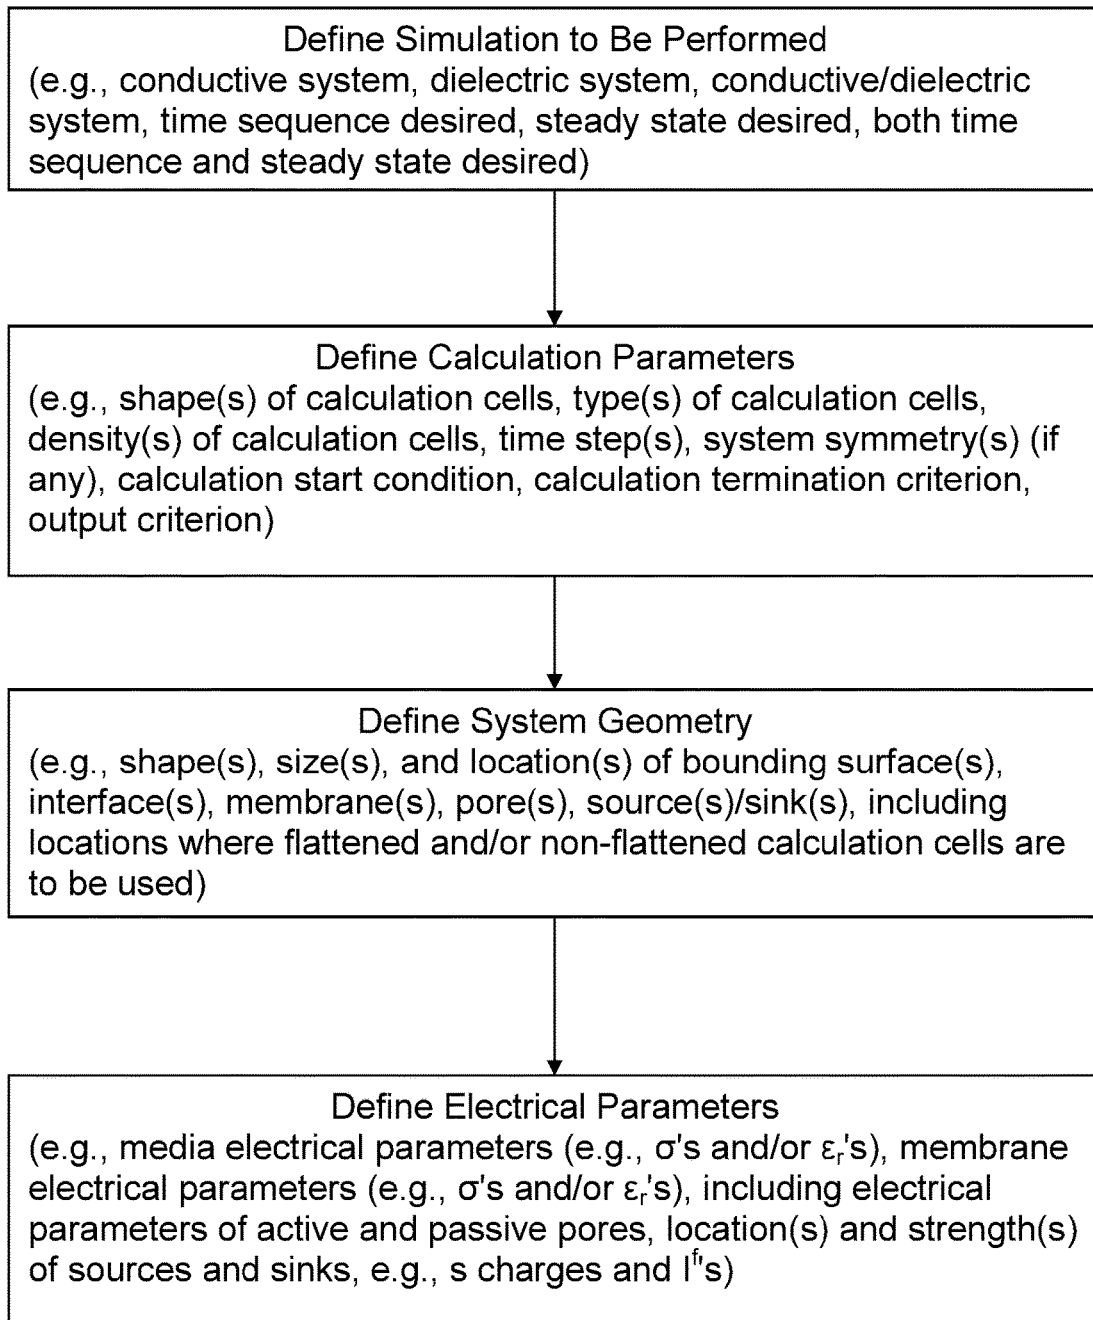 Define Simulation to Be Performed
(e.g., conductive system, dielectric system, conductive/dielectric
system, time sequence desired, steady state desired, both time
sequence and steady state desired)
Define Calculation Parameters
(e.g., shape(s) of calculation cells, type(s) of calculation cells,
density(s) of calculation cells, time step(s), system symmetry(s) (if
any), calculation start condition, calculation termination criterion,
output criterion)
Define System Geometry
(e.g., shape(s), size(s), and location(s) of bounding surface(s),
interface(s), membrane(s), pore(s), source(s)/sink(s), including
locations where flattened and/or non-flattened calculation cells are
to be used)
Define Electrical Parameters
(e.g., media electrical parameters (e.g., σ's and/or εᵣ's), membrane
electrical parameters (e.g., σ's and/or εᵣ's), including electrical
parameters of active and passive pores, location(s) and strength(s)
of sources and sinks, e.g., s charges and Iᶠ's)